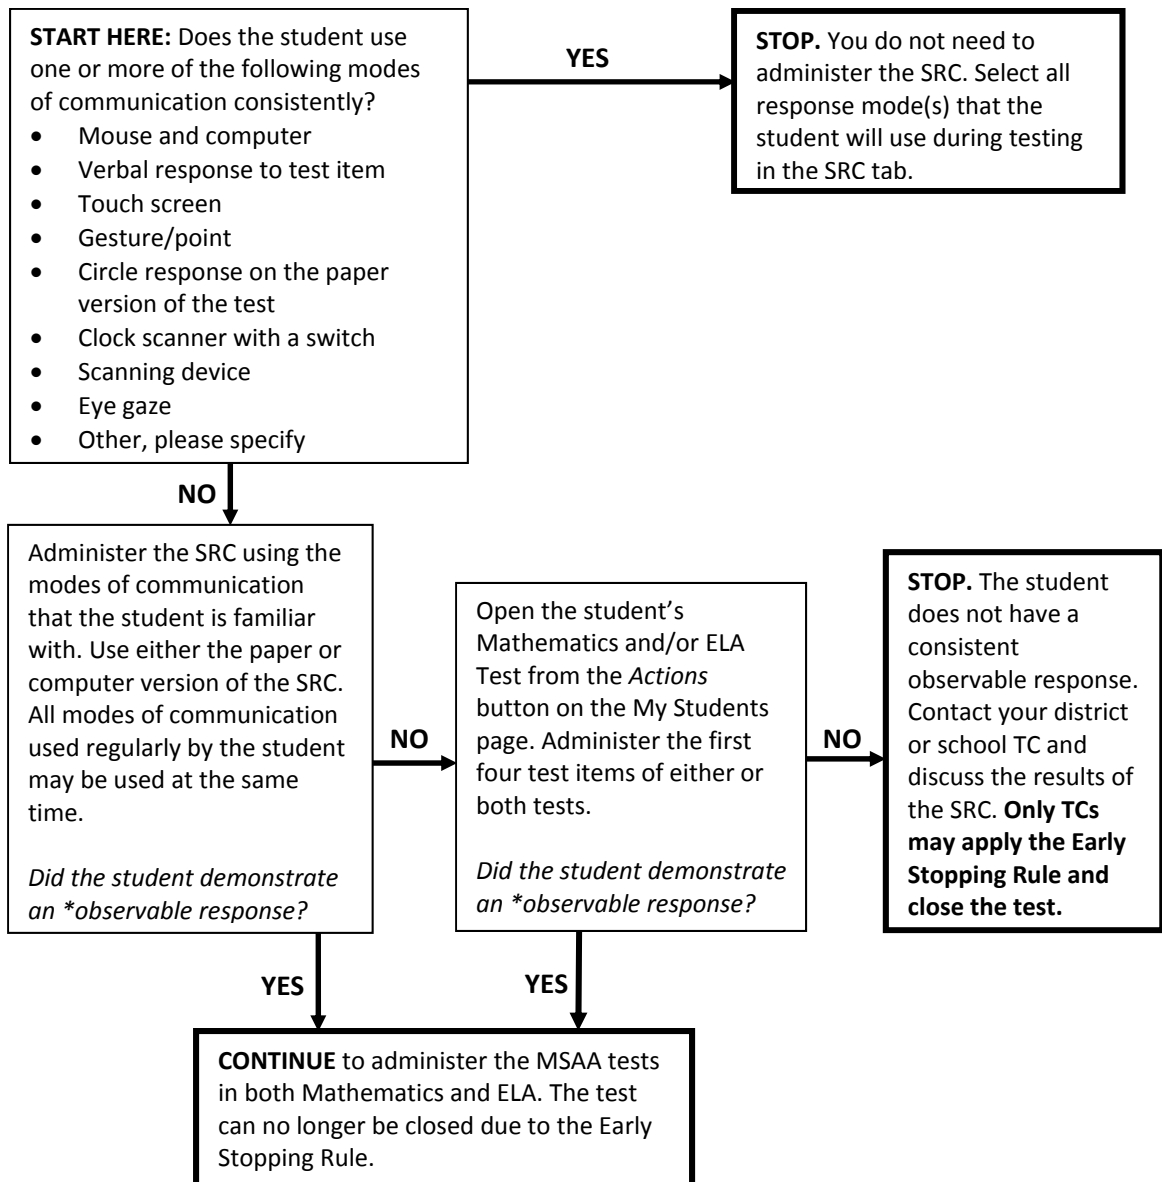 START HERE: Does the student use
one or more of the following modes
of communication consistently?
• Mouse and computer
• Verbal response to test item
• Touch screen
• Gesture/point
• Circle response on the paper
version of the test
• Clock scanner with a switch
• Scanning device
• Eye gaze
• Other, please specify
YES
STOP. You do not need to
administer the SRC. Select all
response mode(s) that the
student will use during testing
in the SRC tab.
NO
Administer the SRC using the
modes of communication
that the student is familiar
with. Use either the paper or
computer version of the SRC.
All modes of communication
used regularly by the student
may be used at the same
time.
Did the student demonstrate
an *observable response?
NO
Open the student’s
Mathematics and/or ELA
Test from the Actions
button on the My Students
page. Administer the first
four test items of either or
both tests.
Did the student demonstrate
an *observable response?
NO
STOP. The student
does not have a
consistent
observable response.
Contact your district
or school TC and
discuss the results of
the SRC. Only TCs
may apply the Early
Stopping Rule and
close the test.
YES
YES
CONTINUE to administer the MSAA tests
in both Mathematics and ELA. The test
can no longer be closed due to the Early
Stopping Rule.